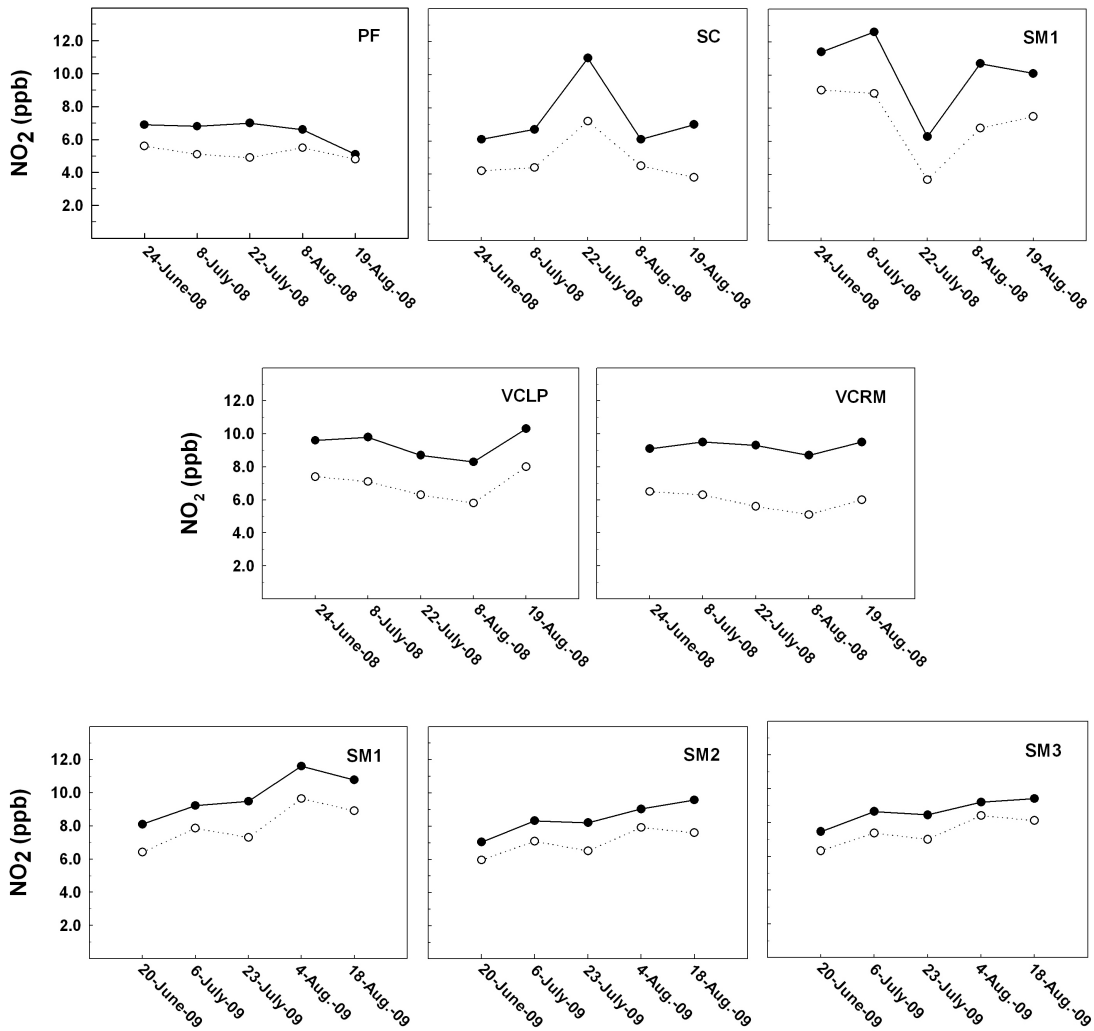 PF
SC
SM1
12.0
10.0
8.0
6.0
4.0
2.0
NO2 (ppb)
24-June-08
8-July-08
22-July-08
8-Aug.-08
19-Aug.-08
24-June-08
8-July-08
22-July-08
8-Aug.-08
19-Aug.-08
24-June-08
8-July-08
22-July-08
8-Aug.-08
19-Aug.-08
VCLP
VCRM
12.0
10.0
8.0
6.0
4.0
2.0
NO2 (ppb)
24-June-08
8-July-08
22-July-08
8-Aug.-08
19-Aug.-08
24-June-08
8-July-08
22-July-08
8-Aug.-08
19-Aug.-08
SM1
SM2
SM3
12.0
10.0
8.0
6.0
4.0
2.0
NO2 (ppb)
20-June-09
6-July-09
23-July-09
4-Aug.-09
18-Aug.-09
20-June-09
6-July-09
23-July-09
4-Aug.-09
18-Aug.-09
20-June-09
6-July-09
23-July-09
4-Aug.-09
18-Aug.-09